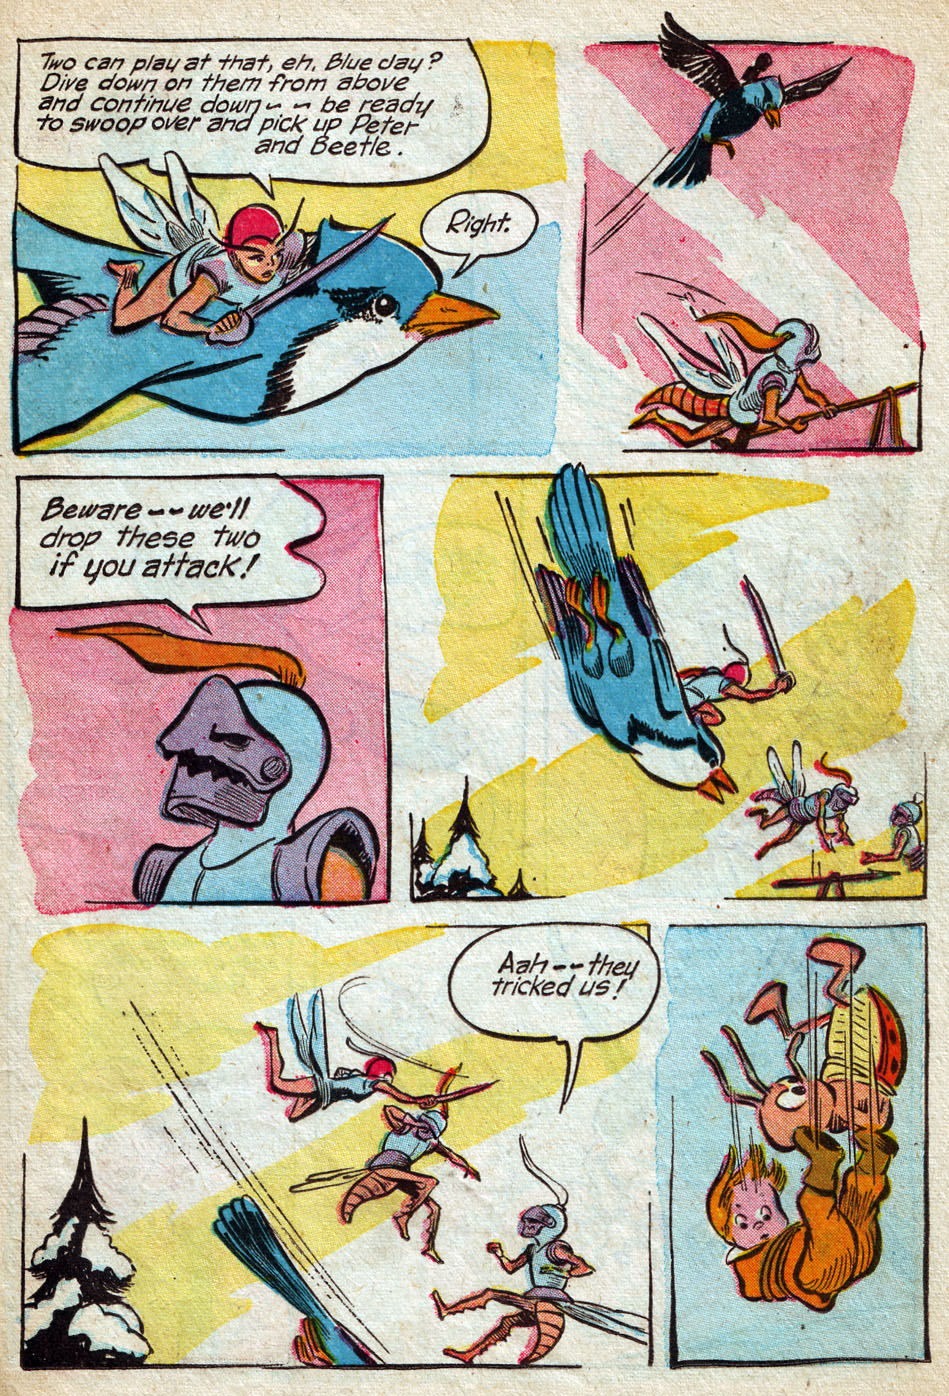 Two can play at that, eh, Blue Jay?
Dive down on them from above
and continue down -- be ready
to swoop over and pick up Peter
and Beetle.
Right.
Beware -- we'll
drop these two
if you attack!
Aah -- they
tricked us!